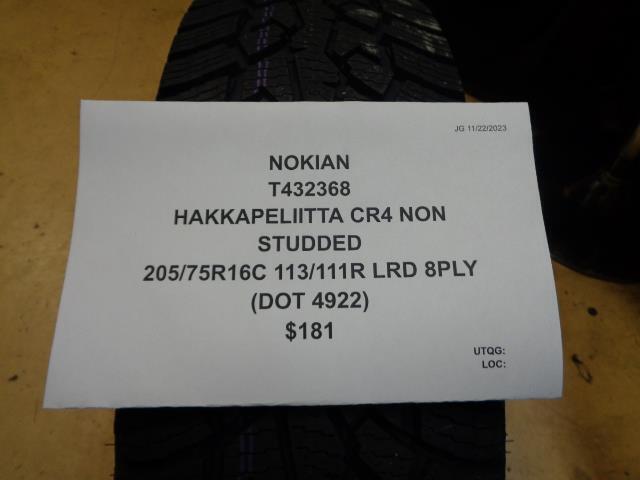 JG 11/22/2023
NOKIAN
T432368
HAKKAPELIITTA CR4 NON
STUDDED
205/75R16C 113/111R LRD 8PLY
(DOT 4922)
$181
UTQG:
LOC: